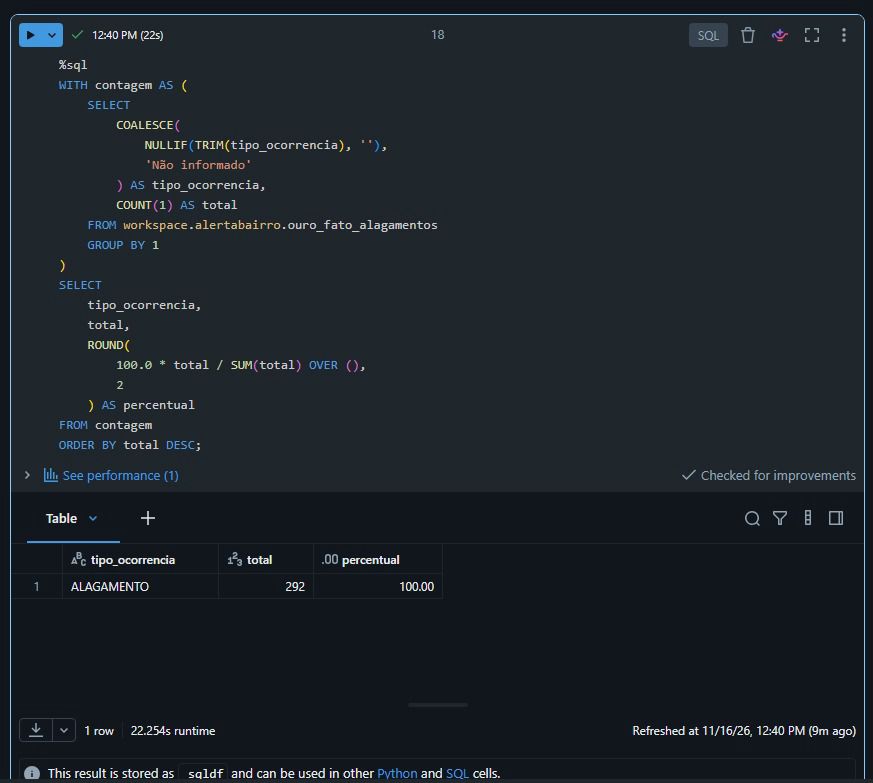 12:40 PM (22s)
18
SQL
%sql
WITH contagem AS (
SELECT
COALESCE(
NULLIF(TRIM(tipo_ocorrencia), ''),
'Não informado'
) AS tipo_ocorrencia,
COUNT(1) AS total
FROM workspace.alertabairro.ouro_fato_alagamentos
GROUP BY 1
)
SELECT
tipo_ocorrencia,
total,
ROUND(
100.0 * total / SUM(total) OVER (),
2
) AS percentual
FROM contagem
ORDER BY total DESC;
See performance (1)
Checked for improvements
Table
ABC tipo_ocorrencia 123 total .00 percentual
1 ALAGAMENTO 292 100.00
1 row 22.254s runtime
Refreshed at 11/16/26, 12:40 PM (9m ago)
This result is stored as sqldf and can be used in other Python and SQL cells.